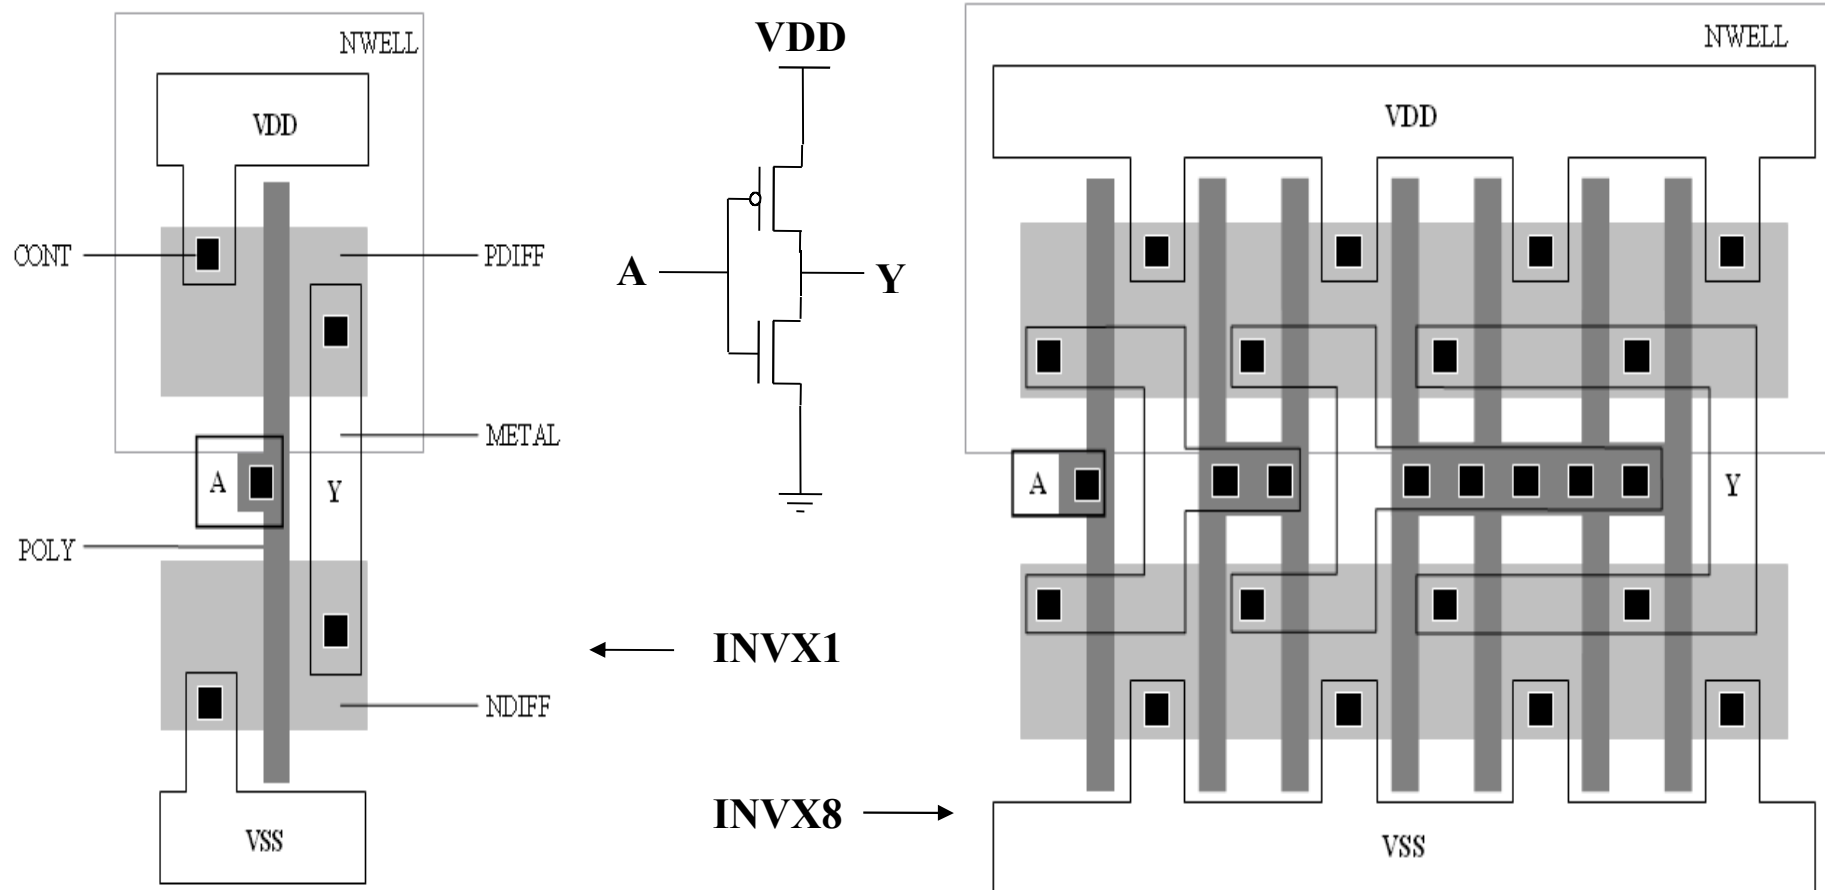 NWELL
VDD
CONT
PDIFF
METAL
A
Y
POLY
NDIFF
VSS
VDD
A
Y
INVX1
INVX8
NWELL
VDD
A
Y
VSS